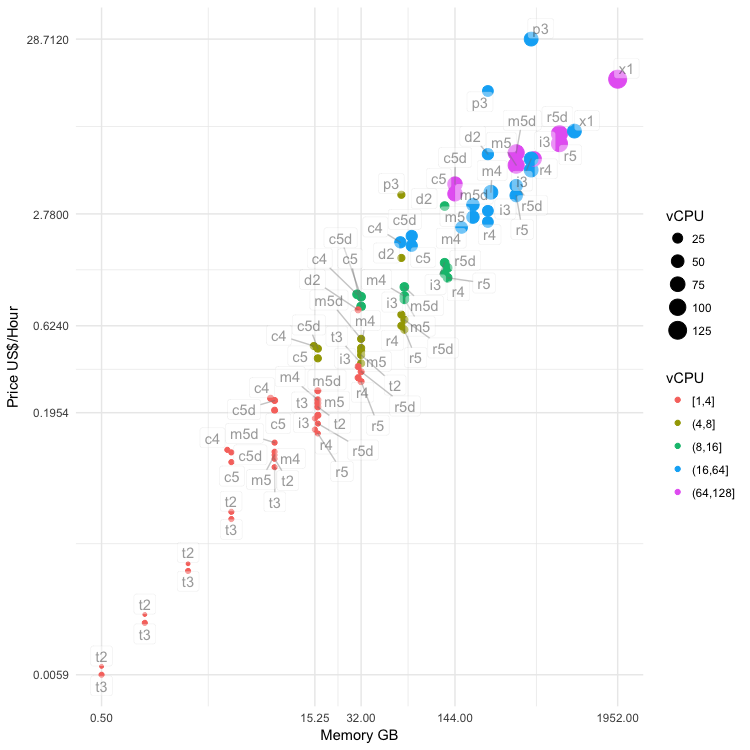 p3
28.7120
x1
p3
m5d
r5d
x1
d2
m5
i3
c5d
r5
m4
r4
p3
c5
i3
m5d
d2
2.7800
c5d
m5
i3
r5d
c4
c5d
m4
r5
c4
c5
d2
c5
r5d
d2
m4
i3
r5
m5d
i3
m5d
r4
m4
0.6240
c5d
t3
m5
c4
r4
r5d
i3
m5
r5
c5
t2
m4
m5d
c4
r4
r5d
t3
m5
0.1954
c5d
c5
i3
t2
r5
m5d
c4
r4
r5d
c5d
m4
c5
m5
t2
r5
t3
t2
t3
t2
t3
t2
t3
t2
0.0059
t3
0.50
15.25
32.00
144.00
1952.00
Memory GB
Price US$/Hour
vCPU
25
50
75
100
125
vCPU
[1,4]
(4,8]
(8,16]
(16,64]
(64,128]